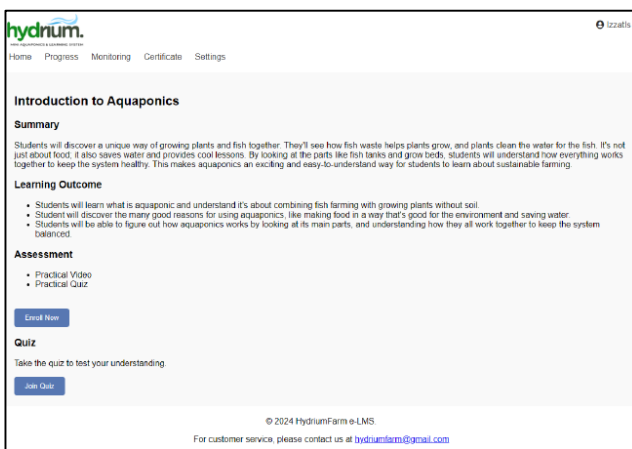 hydrium.
MINI AQUAPONICS & LEARNING SYSTEM
Izzatis
Home Progress Monitoring Certificate Settings
Introduction to Aquaponics
Summary
Students will discover a unique way of growing plants and fish together. They'll see how fish waste helps plants grow, and plants clean the water for the fish. It's not
just about food; it also saves water and provides cool lessons. By looking at the parts like fish tanks and grow beds, students will understand how everything works
together to keep the system healthy. This makes aquaponics an exciting and easy-to-understand way for students to learn about sustainable farming.
Learning Outcome
• Students will learn what is aquaponic and understand it's about combining fish farming with growing plants without soil.
• Student will discover the many good reasons for using aquaponics, like making food in a way that's good for the environment and saving water.
• Students will be able to figure out how aquaponics works by looking at its main parts, and understanding how they all work together to keep the system
balanced.
Assessment
• Practical Video
• Practical Quiz
Enroll Now
Quiz
Take the quiz to test your understanding.
Join Quiz
© 2024 HydriumFarm e-LMS.
For customer service, please contact us at hydriumfarm@gmail.com